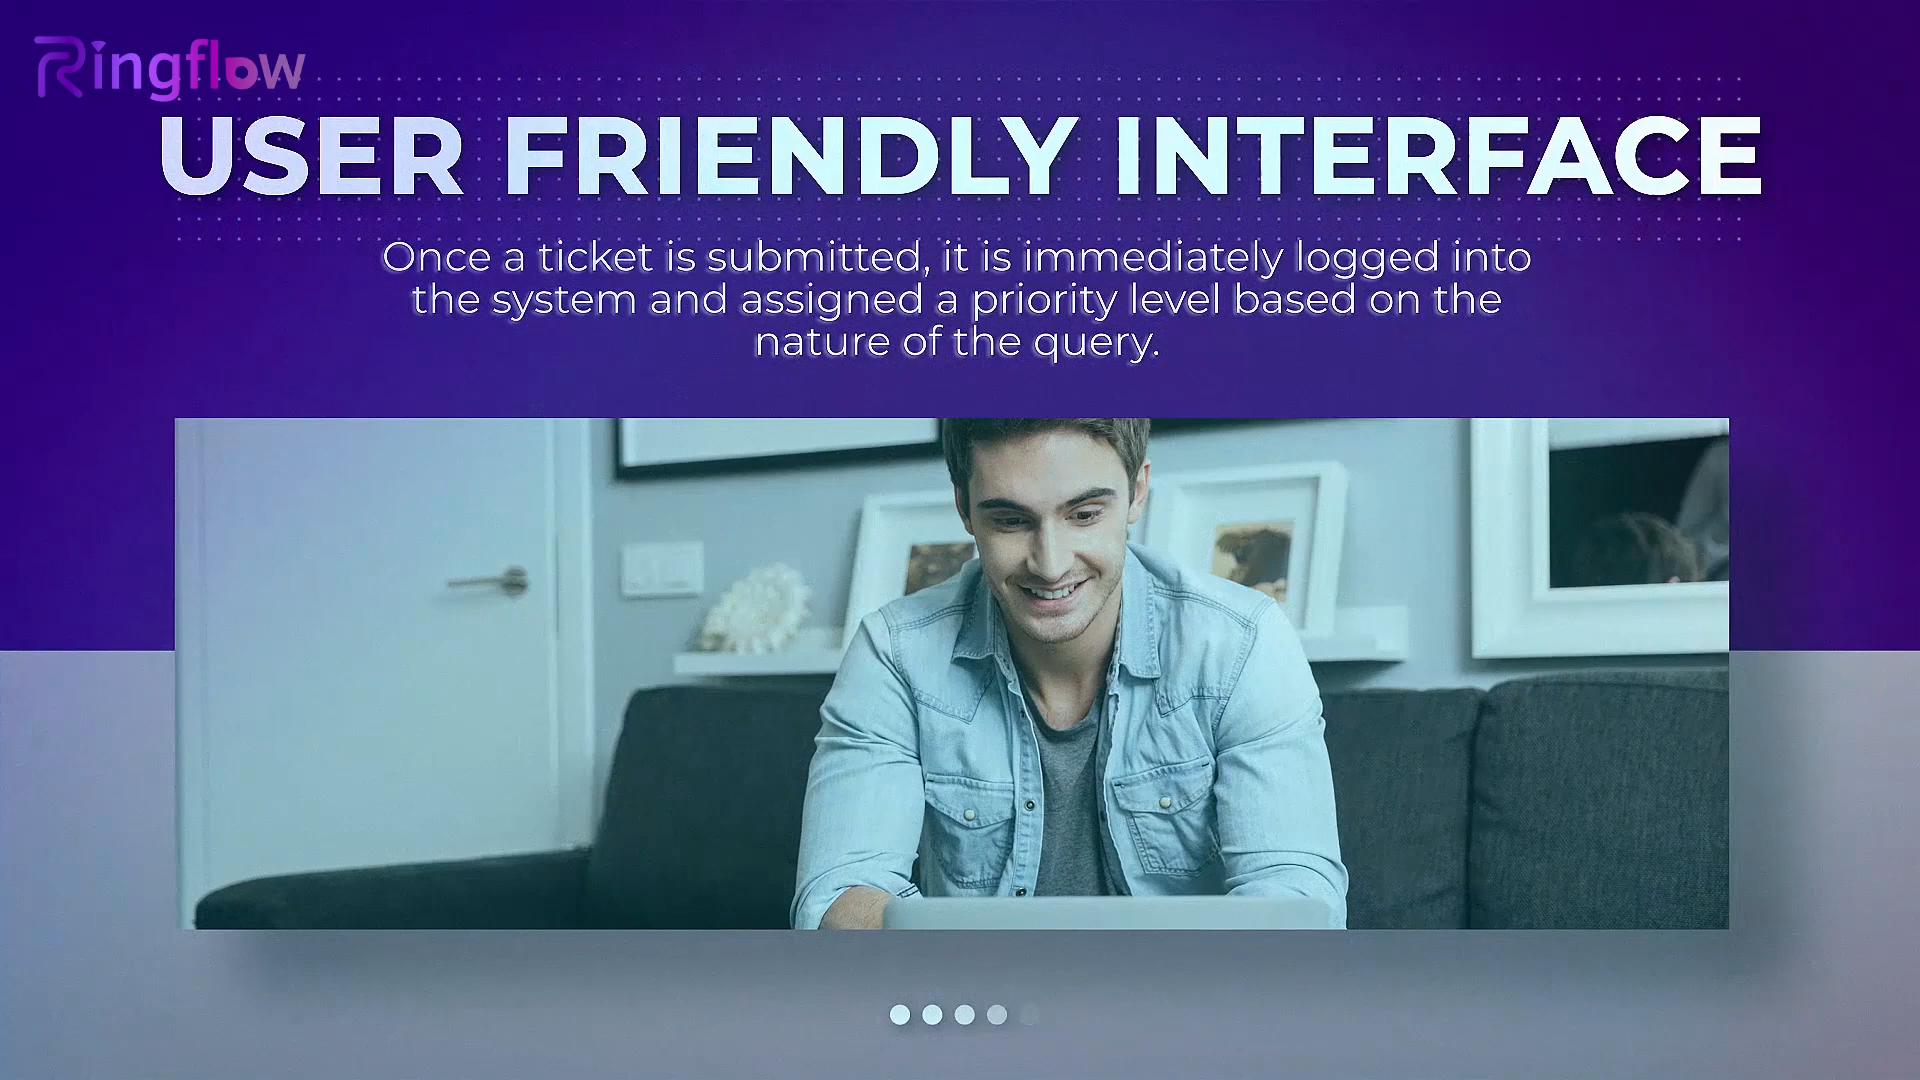 Ringflow
USER FRIENDLY INTERFACE
Once a ticket is submitted, it is immediately logged into
the system and assigned a priority level based on the
nature of the query.